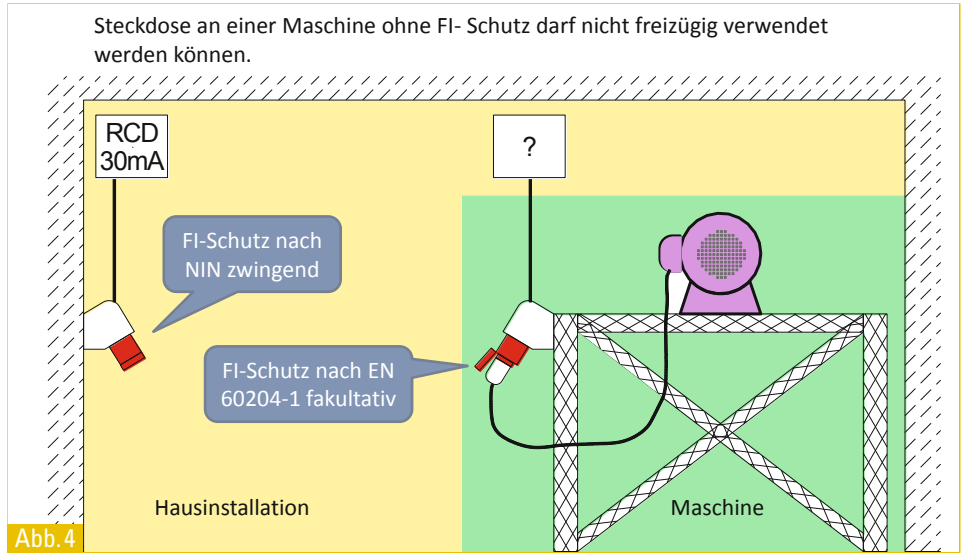 Steckdose an einer Maschine ohne FI- Schutz darf nicht freizügig verwendet
werden können.
RCD
30mA
?
FI-Schutz nach
NIN zwingend
FI-Schutz nach EN
60204-1 fakultativ
Hausinstallation
Maschine
Abb.4